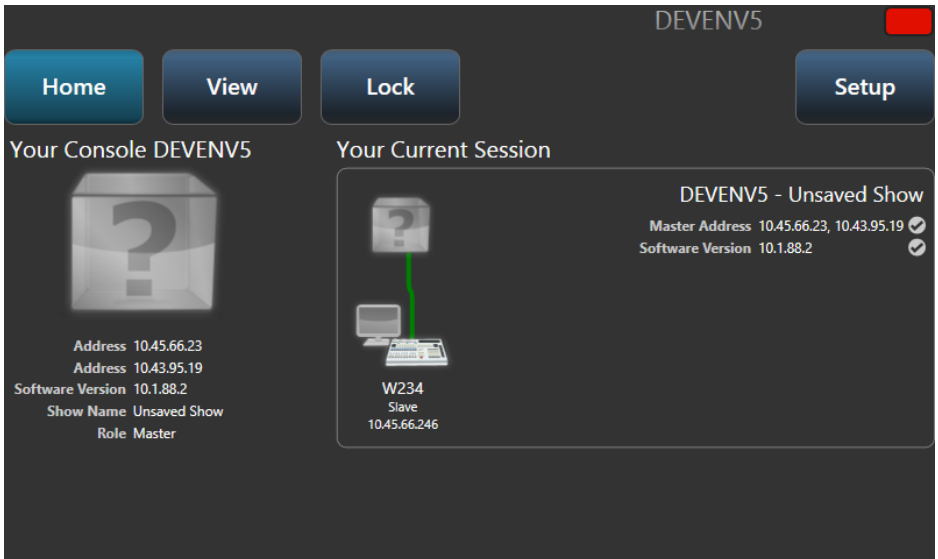 DEVENV5
Home View Lock Setup
Your Console DEVENV5
?
Address 10.45.66.23
Address 10.43.95.19
Software Version 10.1.88.2
Show Name Unsaved Show
Role Master
Your Current Session
DEVENV5 - Unsaved Show
Master Address 10.45.66.23, 10.43.95.19
Software Version 10.1.88.2
?
W234
Slave
10.45.66.246